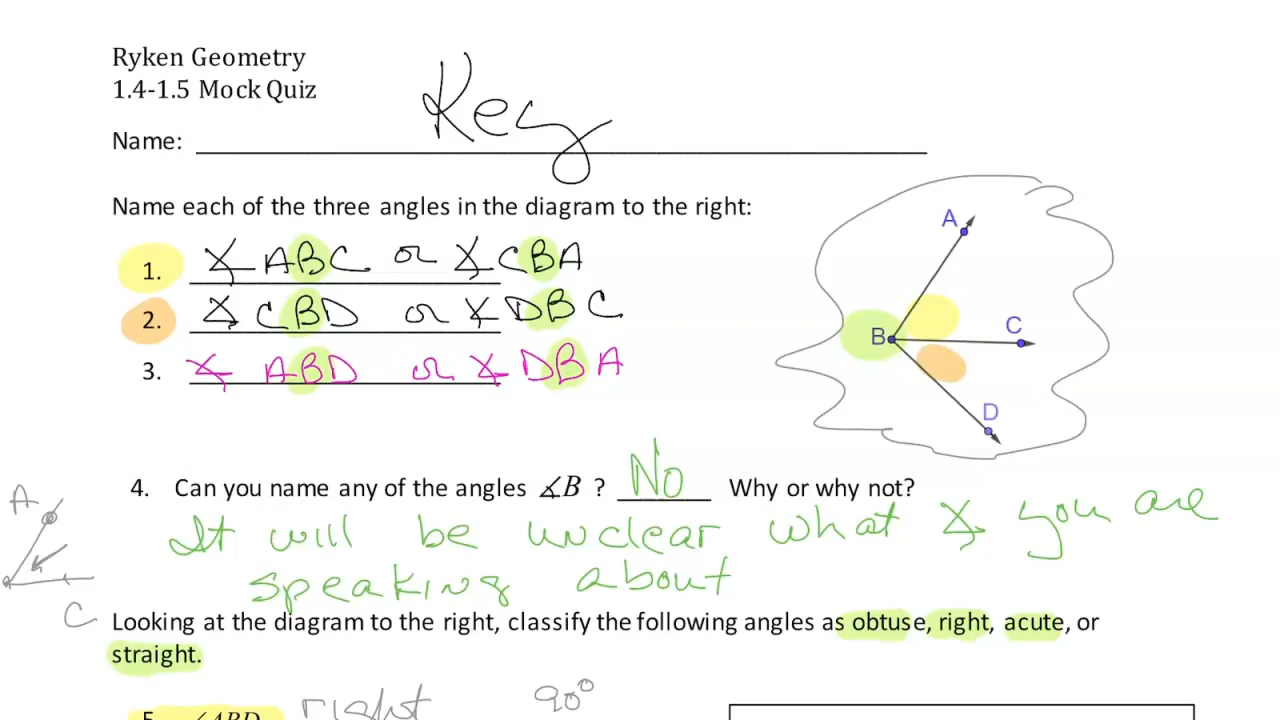 Ryken Geometry
1.4-1.5 Mock Quiz
Key
Name:
Name each of the three angles in the diagram to the right:
1. ∡ ABC or ∡ CBA
2. ∡ CBD or ∡ DBC
3. ∡ ABD or ∡ DBA
A
B
C
D
4. Can you name any of the angles ∡B ? No Why or why not?
It will be unclear what ∡ you are
speaking about
A
C
Looking at the diagram to the right, classify the following angles as obtuse, right, acute, or
straight.
5. ∡ABD right 90°